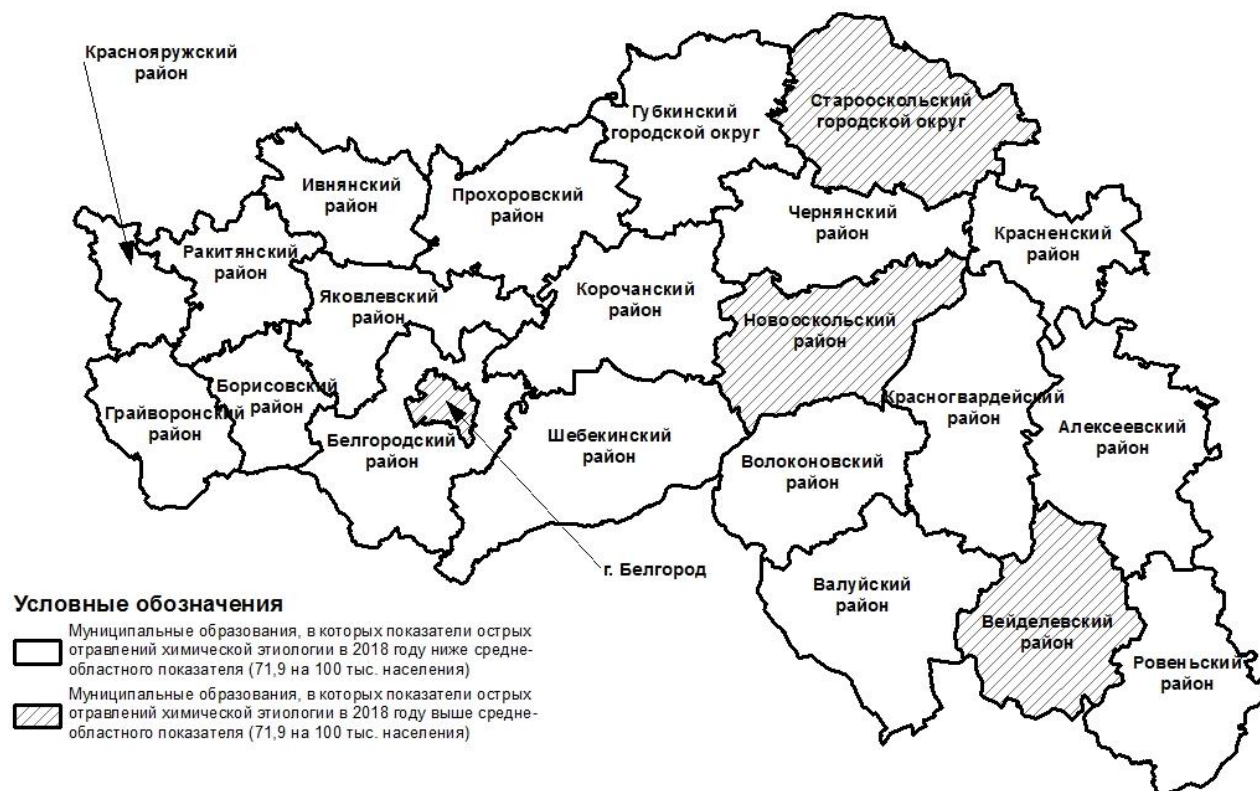 Краснояружский
район
Старооскольский
городской округ
Губкинский
городской округ
Ивнянский
район
Прохоровский
район
Чернянский
район
Красненский
район
Ракитянский
район
Яковлевский
район
Корочанский
район
Новооскольский
район
Борисовский
район
Грайворонский
район
Красногвардейский
район
Алексеевский
район
Белгородский
район
Шебекинский
район
Волоконовский
район
г. Белгород
Валуйский
район
Вейделевский
район
Ровеньский
район
Условные обозначения
Муниципальные образования, в которых показатели острых
отравлений химической этиологии в 2018 году ниже средне-
областного показателя (71,9 на 100 тыс. населения)
Муниципальные образования, в которых показатели острых
отравлений химической этиологии в 2018 году выше средне-
областного показателя (71,9 на 100 тыс. населения)